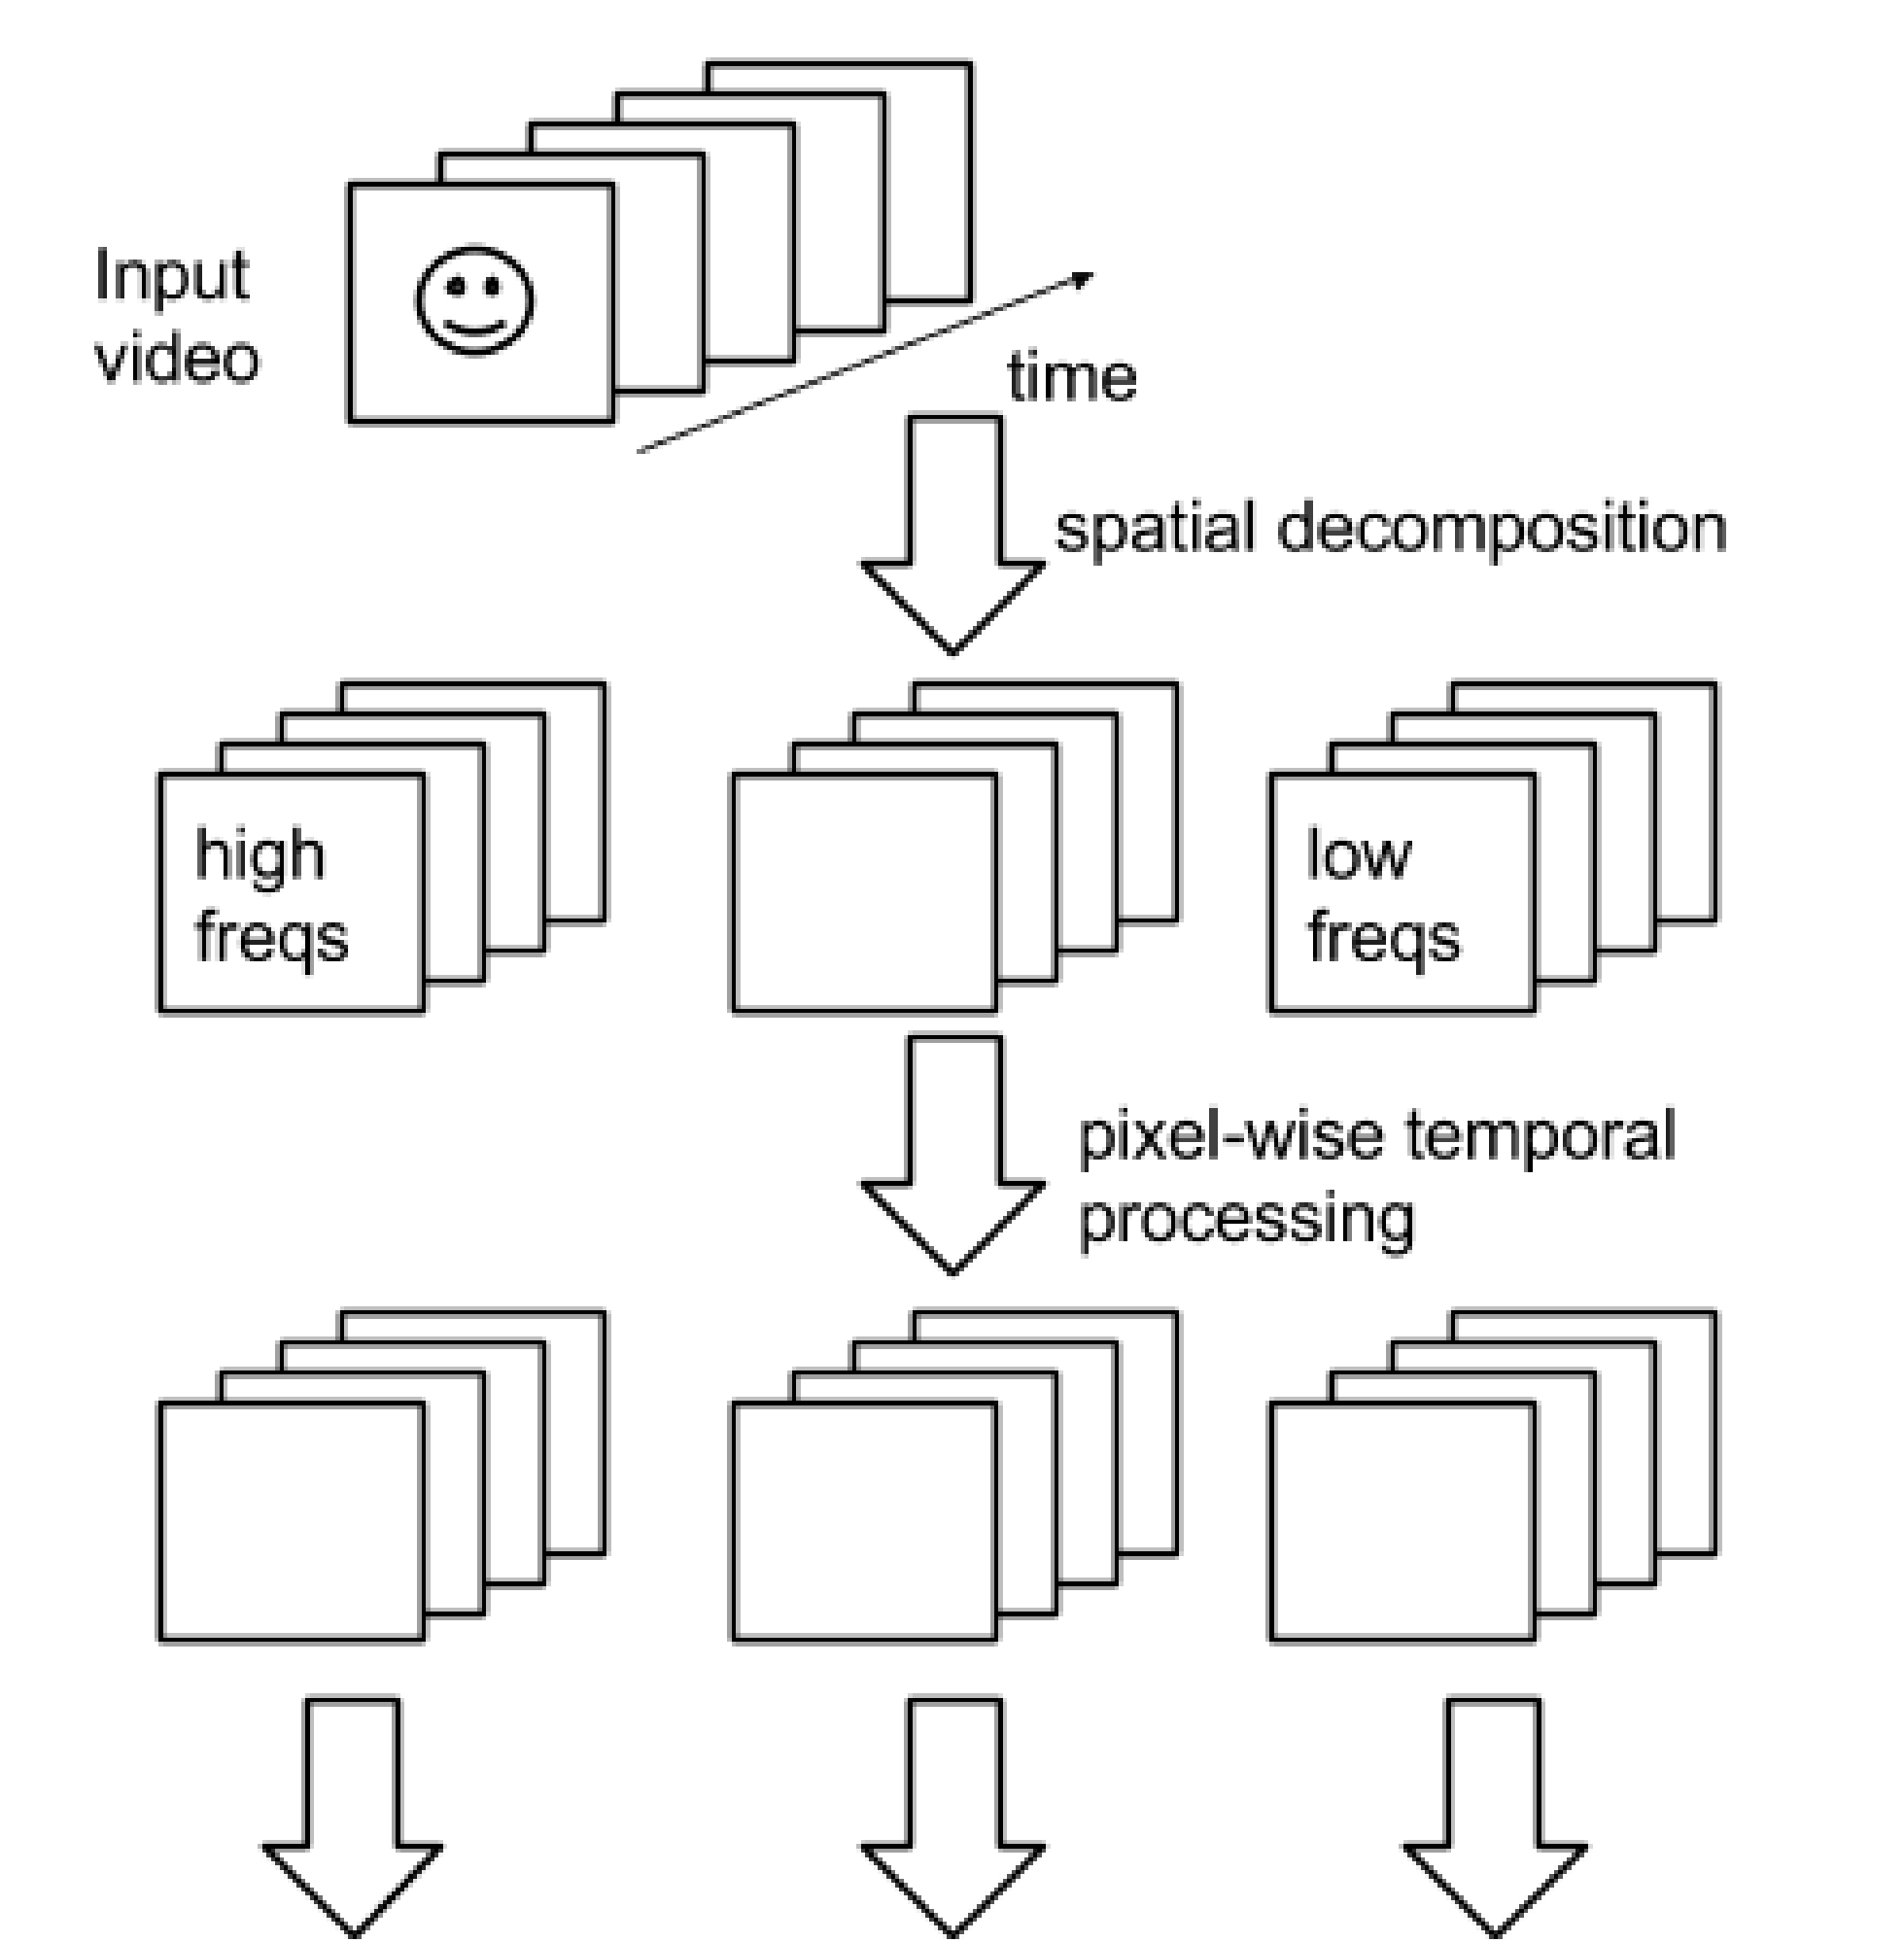 Input
video
time
spatial decomposition
high
freqs
low
freqs
pixel-wise temporal
processing